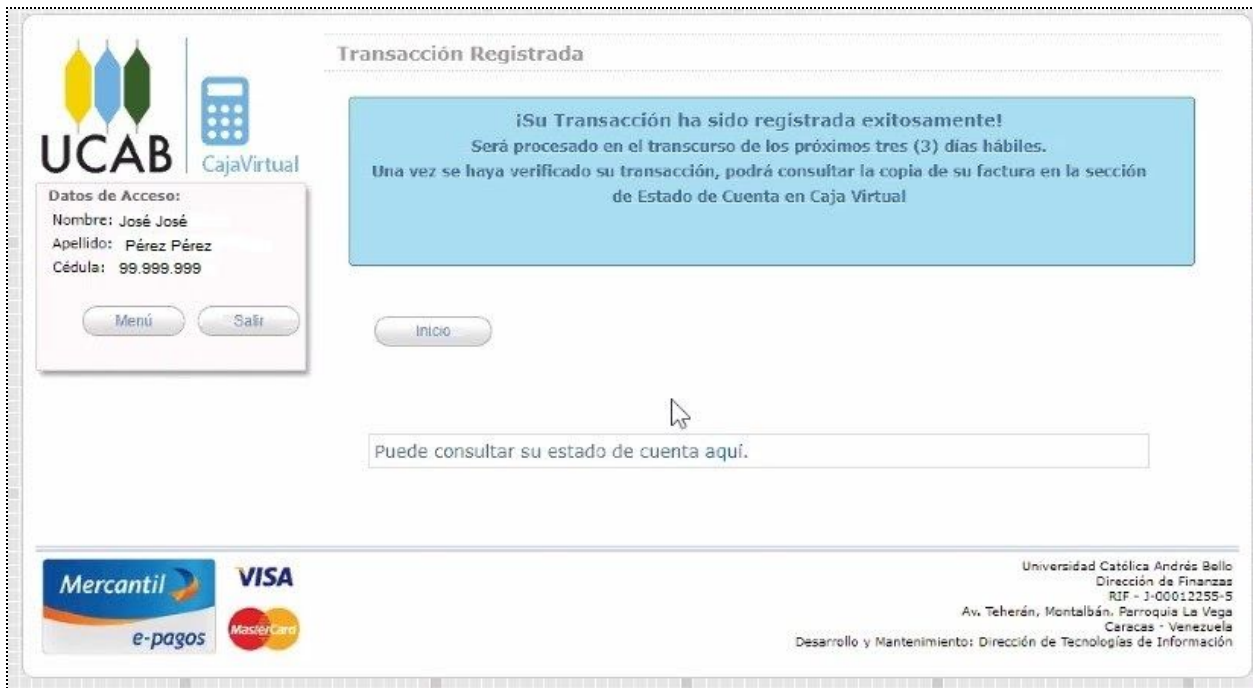 UCAB
CajaVirtual
Datos de Acceso:
Nombre: José José
Apellido: Pérez Pérez
Cédula: 99.999.999
Menú
Salir
Transacción Registrada
¡Su Transacción ha sido registrada exitosamente!
Será procesado en el transcurso de los próximos tres (3) días hábiles.
Una vez se haya verificado su transacción, podrá consultar la copia de su factura en la sección
de Estado de Cuenta en Caja Virtual
Inicio
Puede consultar su estado de cuenta aquí.
Mercantil
e-pagos
VISA
MasterCard
Universidad Católica Andrés Bello
Dirección de Finanzas
RIF - J-00012255-5
Av. Teherán, Montalbán. Parroquia La Vega
Caracas - Venezuela
Desarrollo y Mantenimiento: Dirección de Tecnologías de Información